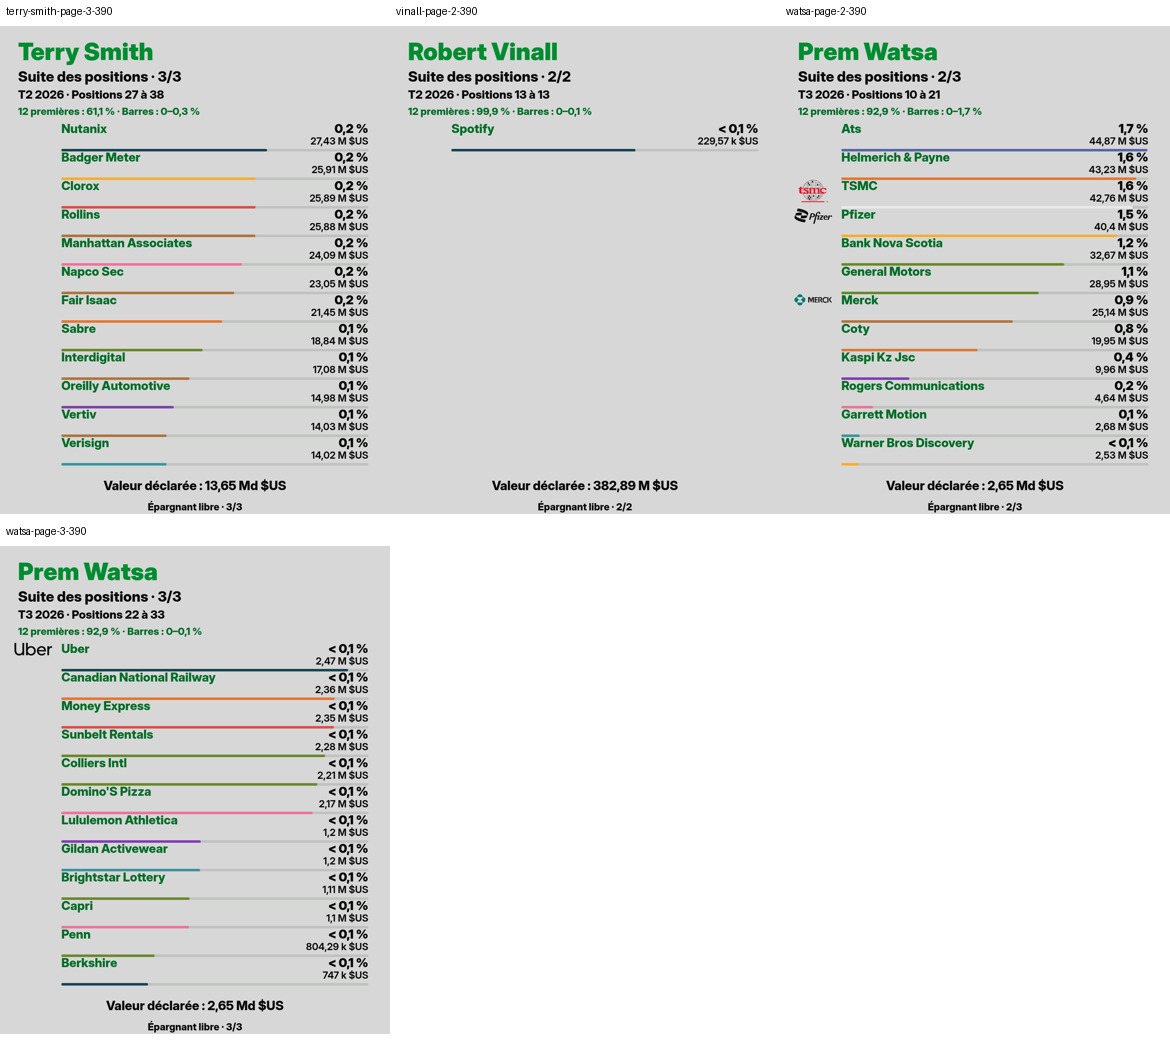 terry-smith-page-3-390
Terry Smith
Suite des positions · 3/3
T2 2026 · Positions 27 à 38
12 premières : 61,1 % · Barres : 0–0,3 %
Nutanix 0,2 %
27,43 M $US
Badger Meter 0,2 %
25,91 M $US
Clorox 0,2 %
25,89 M $US
Rollins 0,2 %
25,88 M $US
Manhattan Associates 0,2 %
24,09 M $US
Napco Sec 0,2 %
23,05 M $US
Fair Isaac 0,2 %
21,45 M $US
Sabre 0,1 %
18,84 M $US
Interdigital 0,1 %
17,08 M $US
Oreilly Automotive 0,1 %
14,98 M $US
Vertiv 0,1 %
14,03 M $US
Verisign 0,1 %
14,02 M $US
Valeur déclarée : 13,65 Md $US
Épargnant libre · 3/3
vinall-page-2-390
Robert Vinall
Suite des positions · 2/2
T2 2026 · Positions 13 à 13
12 premières : 99,9 % · Barres : 0–0,1 %
Spotify < 0,1 %
229,57 k $US
Valeur déclarée : 382,89 M $US
Épargnant libre · 2/2
watsa-page-2-390
Prem Watsa
Suite des positions · 2/3
T3 2026 · Positions 10 à 21
12 premières : 92,9 % · Barres : 0–1,7 %
Ats 1,7 %
44,87 M $US
Helmerich & Payne 1,6 %
43,23 M $US
tsmc TSMC 1,6 %
42,76 M $US
Pfizer Pfizer 1,5 %
40,4 M $US
Bank Nova Scotia 1,2 %
32,67 M $US
General Motors 1,1 %
28,95 M $US
MERCK Merck 0,9 %
25,14 M $US
Coty 0,8 %
19,95 M $US
Kaspi Kz Jsc 0,4 %
9,96 M $US
Rogers Communications 0,2 %
4,64 M $US
Garrett Motion 0,1 %
2,68 M $US
Warner Bros Discovery < 0,1 %
2,53 M $US
Valeur déclarée : 2,65 Md $US
Épargnant libre · 2/3
watsa-page-3-390
Prem Watsa
Suite des positions · 3/3
T3 2026 · Positions 22 à 33
12 premières : 92,9 % · Barres : 0–0,1 %
Uber Uber < 0,1 %
2,47 M $US
Canadian National Railway < 0,1 %
2,36 M $US
Money Express < 0,1 %
2,35 M $US
Sunbelt Rentals < 0,1 %
2,28 M $US
Colliers Intl < 0,1 %
2,21 M $US
Domino'S Pizza < 0,1 %
2,17 M $US
Lululemon Athletica < 0,1 %
1,2 M $US
Gildan Activewear < 0,1 %
1,2 M $US
Brightstar Lottery < 0,1 %
1,11 M $US
Capri < 0,1 %
1,1 M $US
Penn < 0,1 %
804,29 k $US
Berkshire < 0,1 %
747 k $US
Valeur déclarée : 2,65 Md $US
Épargnant libre · 3/3